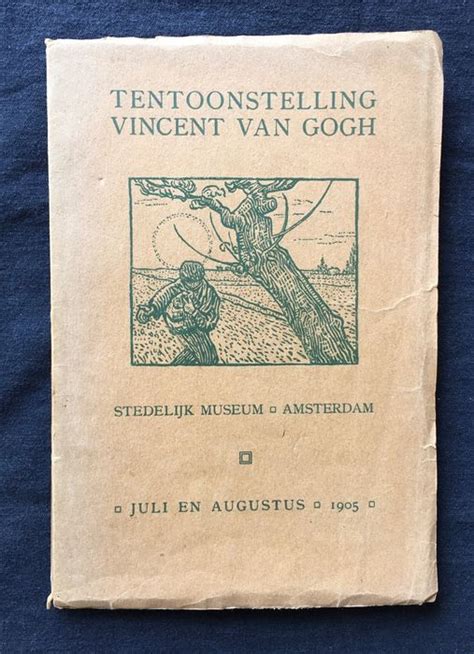 TENTOONSTELLING
VINCENT VAN GOGH
STEDELIJK MUSEUM ▫ AMSTERDAM
▫ JULI EN AUGUSTUS ▫ 1905 ▫